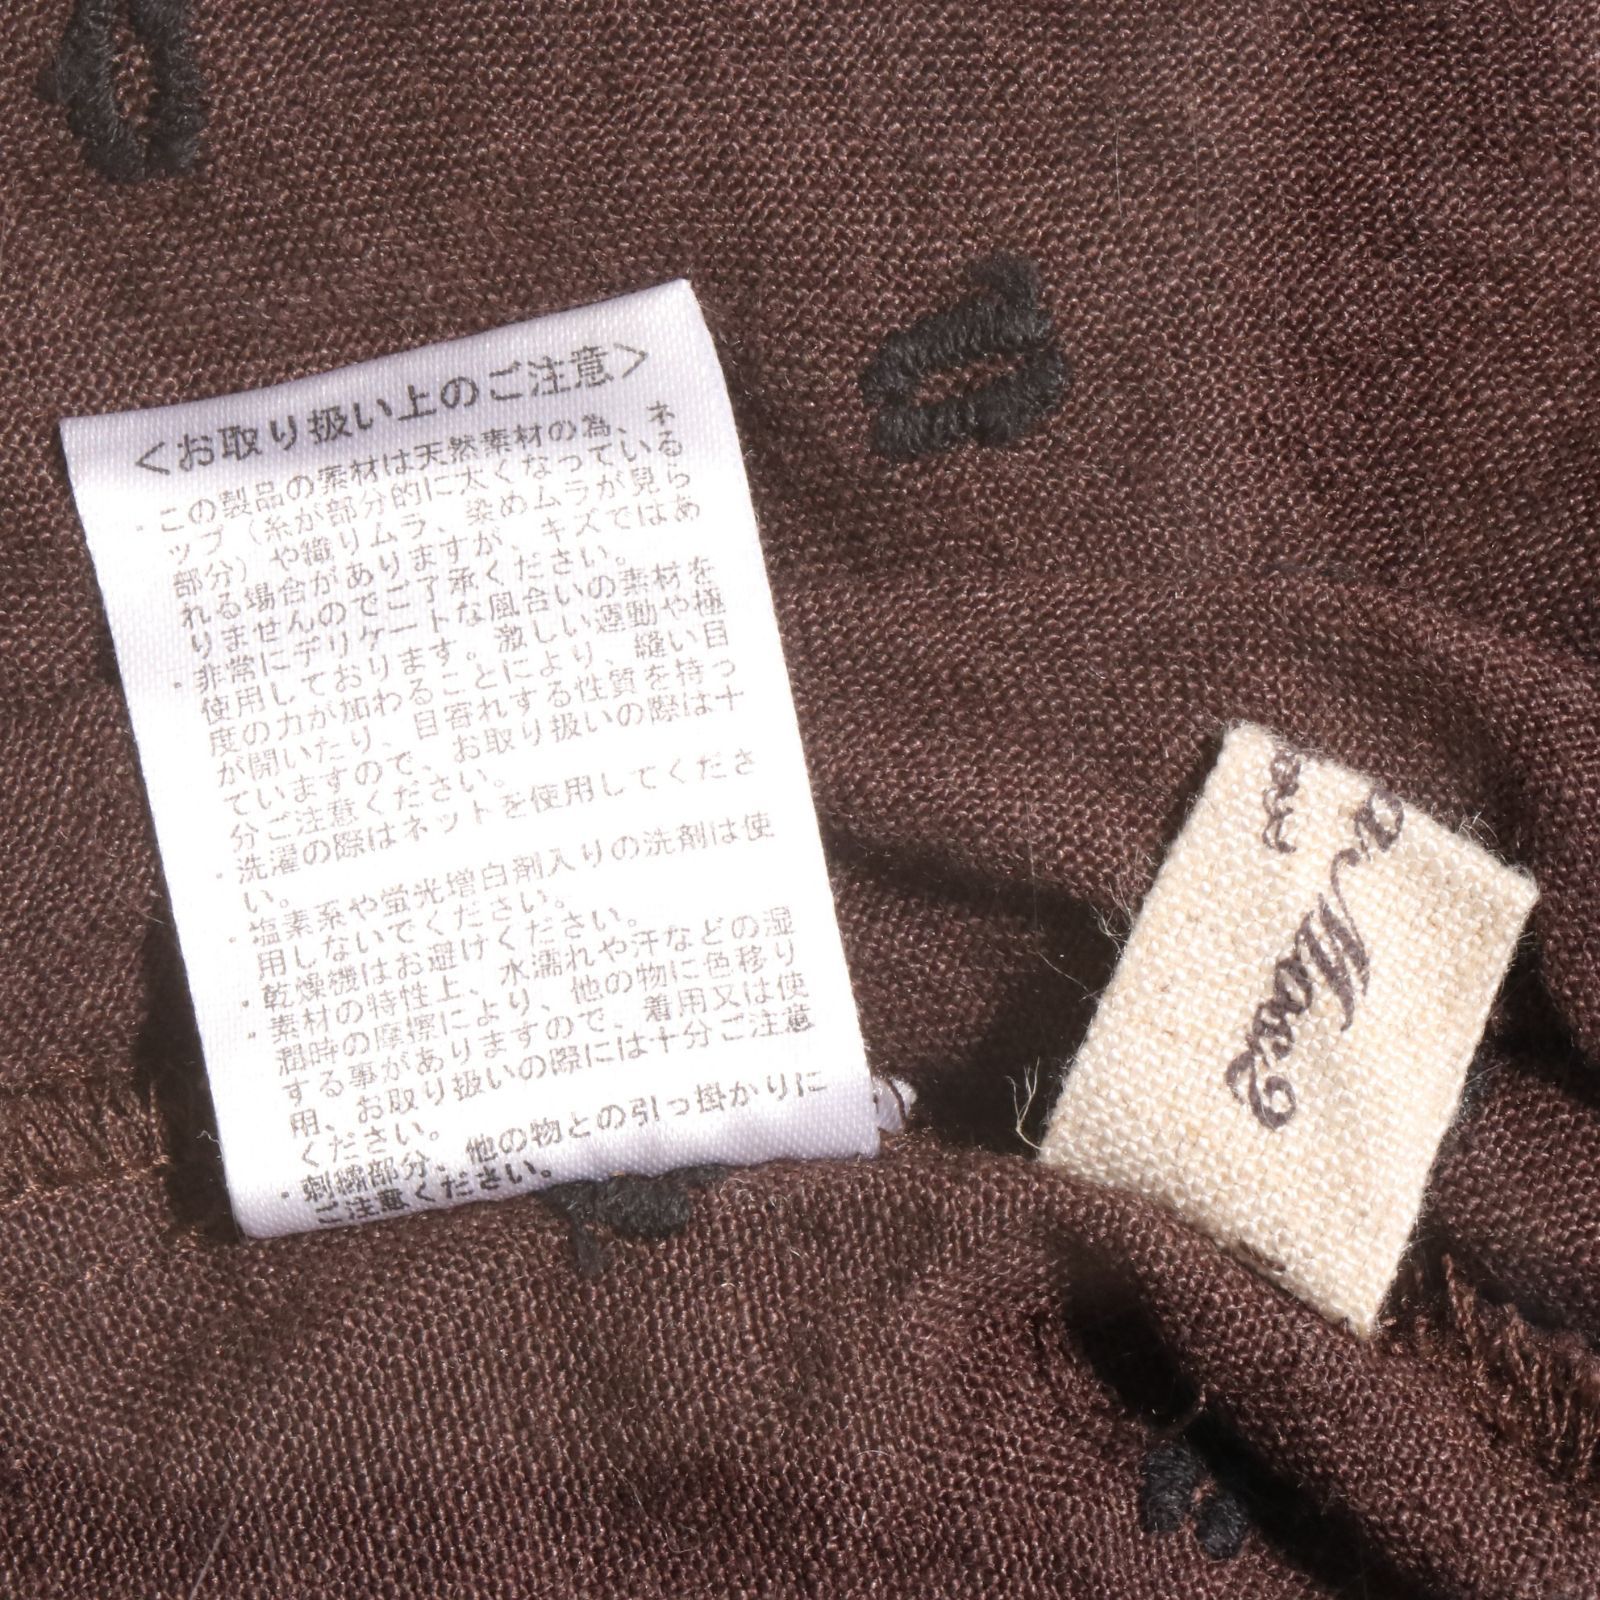 ＜お取り扱い上のご注意＞
・この製品の素材は天然素材の為、ネ
ップ（糸が部分的に太くなっている
部分）や織りムラ、染めムラが見ら
れる場合がありますが、キズではあ
りませんのでご了承ください。
・非常にデリケートな風合いの素材を
使用しております。激しい運動や極
度の力が加わることにより、縫い目
が開いたり、目寄れする性質を持っ
ていますので、お取り扱いの際は十
分ご注意ください。
・洗濯の際はネットを使用してくださ
い。
・塩素系や蛍光増白剤入りの洗剤は使
用しないでください。
・乾燥機はお避けください。
・素材の特性上、水濡れや汗などの湿
潤時の摩擦により、他の物に色移り
する事がありますので、着用又は使
用、お取り扱いの際には十分ご注意
ください。
・刺繍部分、他の物との引っ掛かりに
ご注意ください。
Mos2